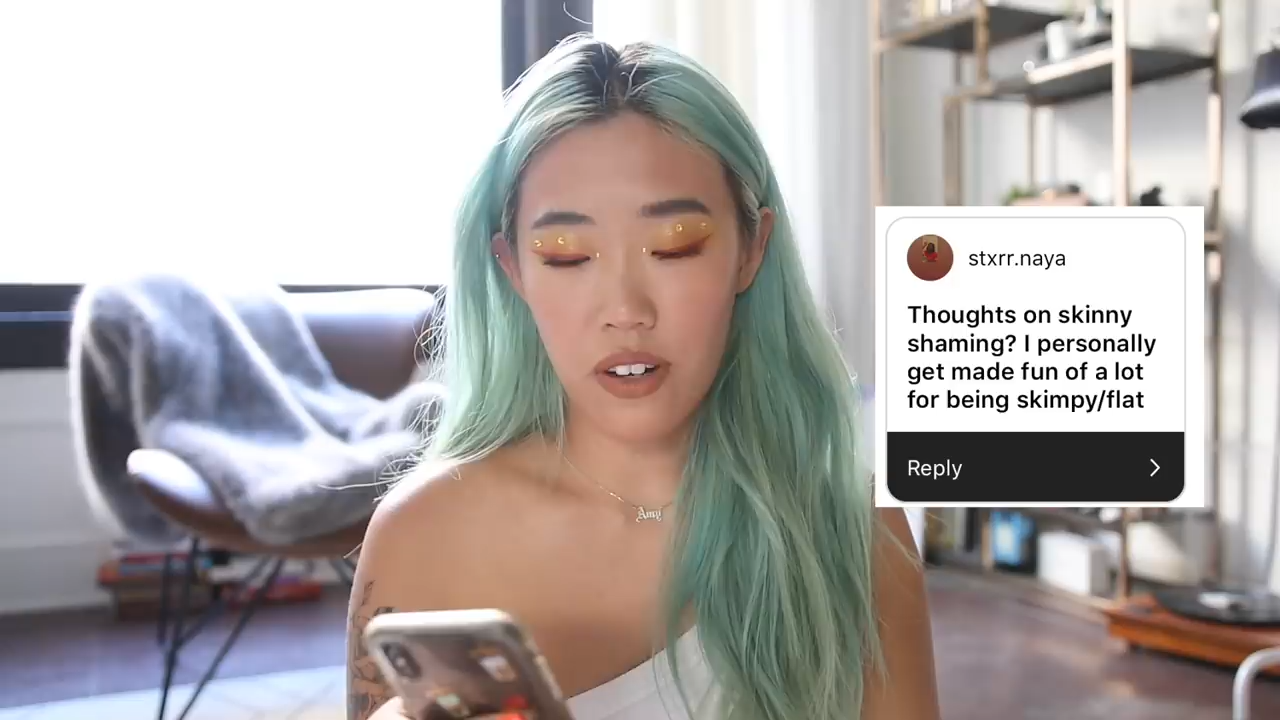 stxrr.naya
Thoughts on skinny
shaming? I personally
get made fun of a lot
for being skimpy/flat
Reply
Amy